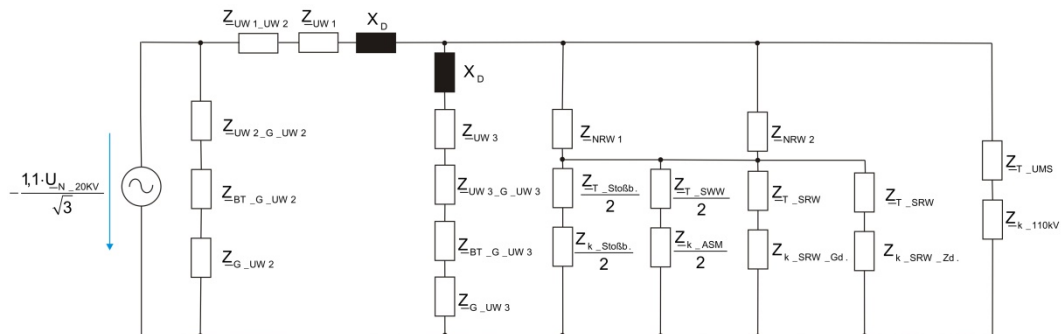 Z_UW 1_UW 2
Z_UW 1
X_D
X_D
Z_UW 2_G_UW 2
Z_BT_G_UW 2
Z_G_UW 2
-1,1·U_N_20KV
√3
Z_UW 3
Z_UW 3_G_UW 3
Z_BT_G_UW 3
Z_G_UW 3
Z_NRW 1
Z_NRW 2
Z_T_Stoßb.
2
Z_T_SWW
2
Z_T_SRW
Z_T_SRW
Z_k_Stoßb.
2
Z_k_ASM
2
Z_k_SRW_Gd.
Z_k_SRW_Zd.
Z_T_UMS
Z_k_110kV